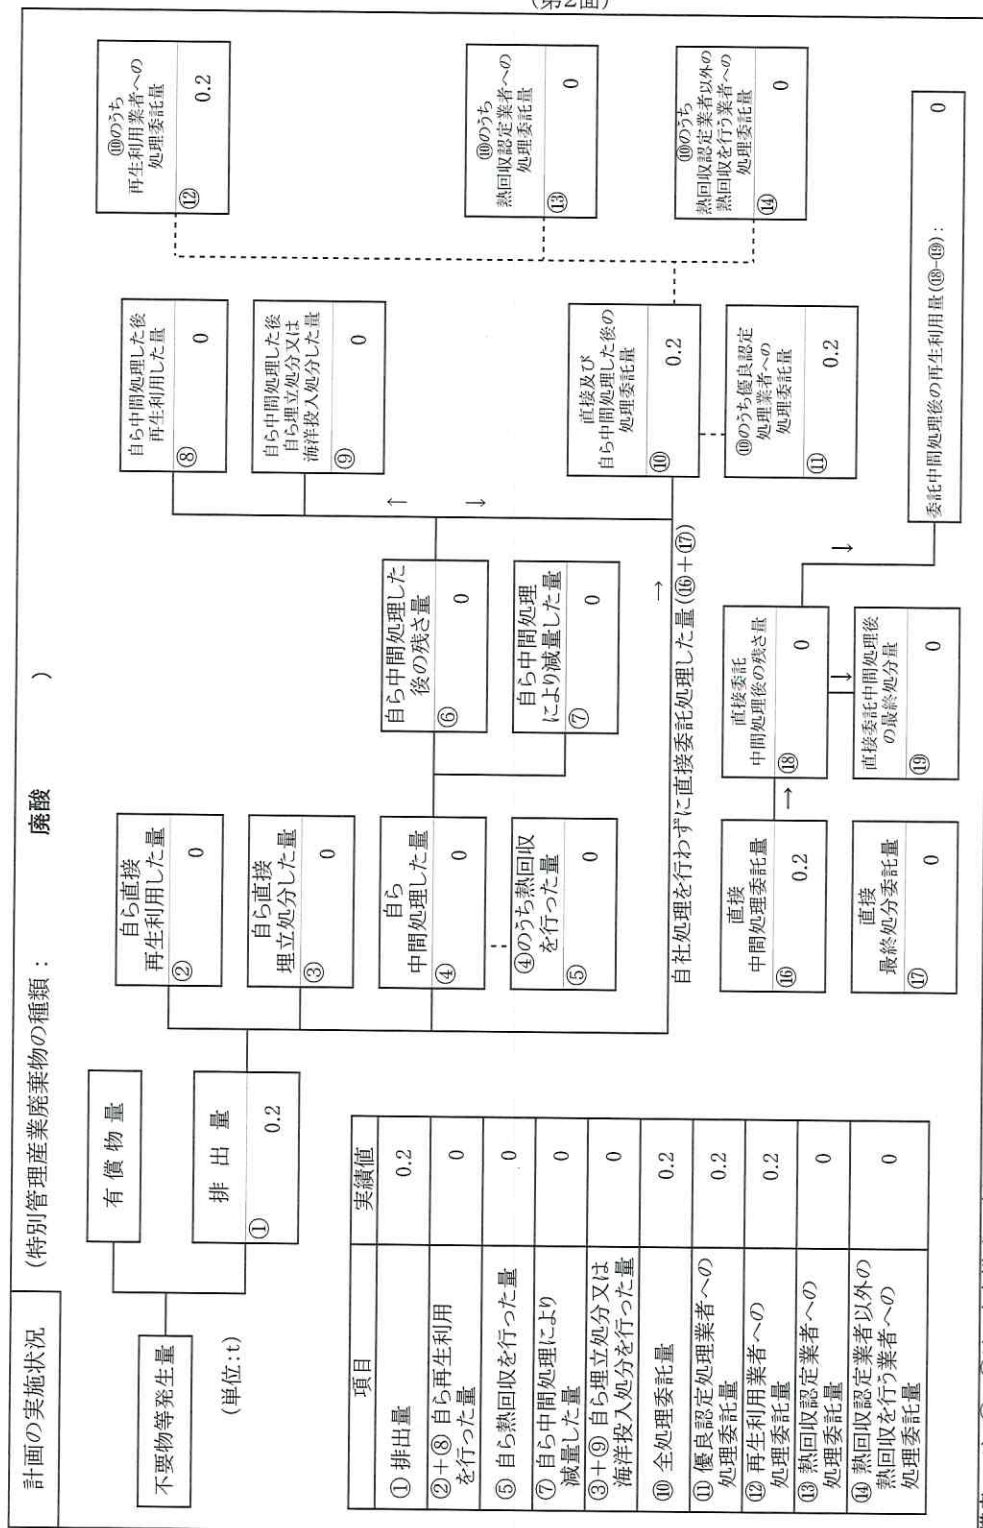 (第2面)
計画の実施状況
(特別管理産業廃棄物の種類： 廃酸 )
不要物等発生量
(単位:t)
有 償 物 量
排 出 量
①
0.2
自ら直接
再生利用した量
②
0
自ら直接
埋立処分した量
③
0
自ら
中間処理した量
④
0
④のうち熱回収
を行った量
⑤
0
自ら中間処理した
後の残さ量
⑥
0
自ら中間処理
により減量した量
⑦
0
自ら中間処理した後
再生利用した量
⑧
0
自ら中間処理した後
自ら埋立処分又は
海洋投入処分した量
⑨
0
↑
↓
→
自社処理を行わずに直接委託処理した量(⑯+⑰)
直接及び
自ら中間処理した後の
処理委託量
⑩
0.2
⑩のうち優良認定
処理業者への
処理委託量
⑪
0.2
⑩のうち
再生利用業者への
処理委託量
⑫
0.2
⑩のうち
熱回収認定業者への
処理委託量
⑬
0
⑩のうち
熱回収認定業者以外の
熱回収を行う業者への
処理委託量
⑭
0
直接
中間処理委託量
⑯
0.2
→
直接
最終処分委託量
⑰
0
直接委託
中間処理後の残さ量
⑱
0
↓
直接委託中間処理後
の最終処分量
⑲
0
↓
委託中間処理後の再生利用量(⑱-⑲)： 0
項目 実績値
① 排出量 0.2
②+⑧ 自ら再生利用
を行った量 0
⑤ 自ら熱回収を行った量 0
⑦ 自ら中間処理により
減量した量 0
③+⑨ 自ら埋立処分又は
海洋投入処分を行った量 0
⑩ 全処理委託量 0.2
⑪ 優良認定処理業者への
処理委託量 0.2
⑫ 再生利用業者への
処理委託量 0.2
⑬ 熱回収認定業者への
処理委託量 0
⑭ 熱回収認定業者以外の
熱回収を行う業者への
処理委託量 0